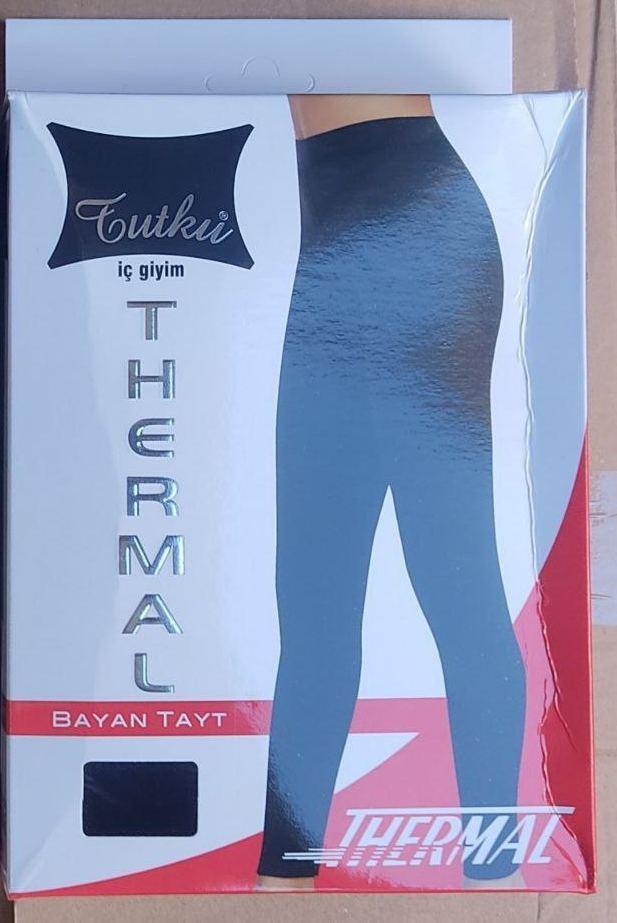 Tutku®
iç giyim
THERMAL
BAYAN TAYT
THERMAL